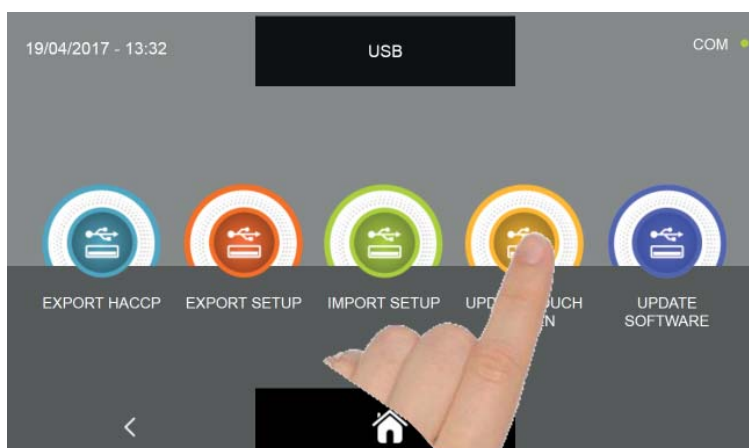 19/04/2017 - 13:32
USB
COM
EXPORT HACCP
EXPORT SETUP
IMPORT SETUP
UPDATE
SOFTWARE